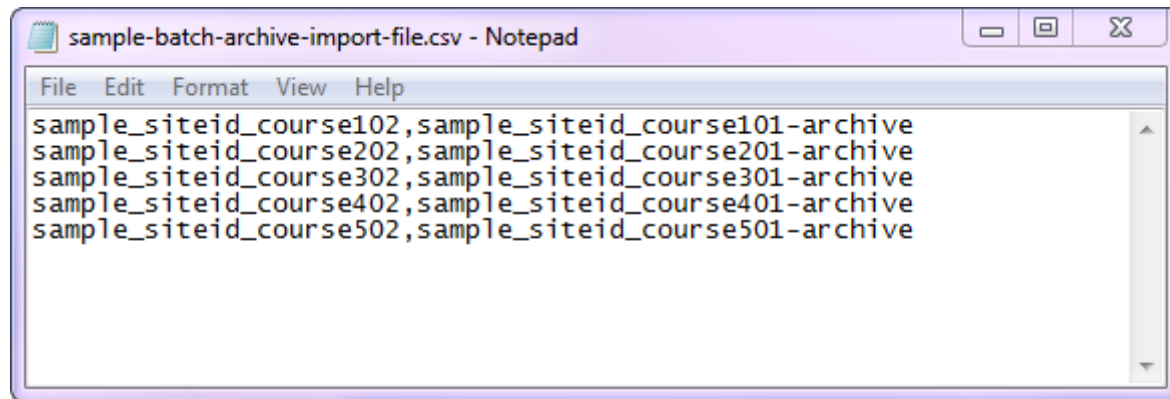 sample-batch-archive-import-file.csv - Notepad
File Edit Format View Help
sample_siteid_course102,sample_siteid_course101-archive
sample_siteid_course202,sample_siteid_course201-archive
sample_siteid_course302,sample_siteid_course301-archive
sample_siteid_course402,sample_siteid_course401-archive
sample_siteid_course502,sample_siteid_course501-archive